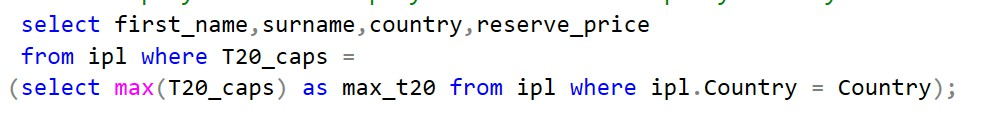 select first_name,surname,country,reserve_price
from ipl where T20_caps =
(select max(T20_caps) as max_t20 from ipl where ipl.Country = Country);